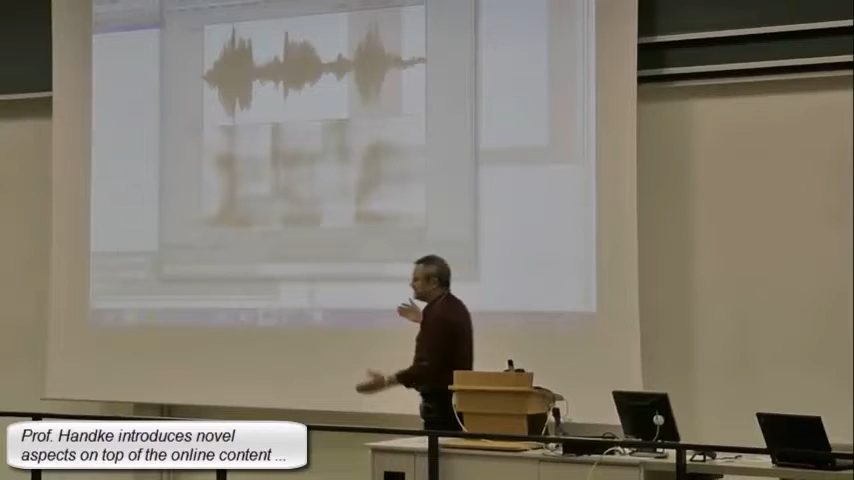 Prof. Handke introduces novel
aspects on top of the online content ...